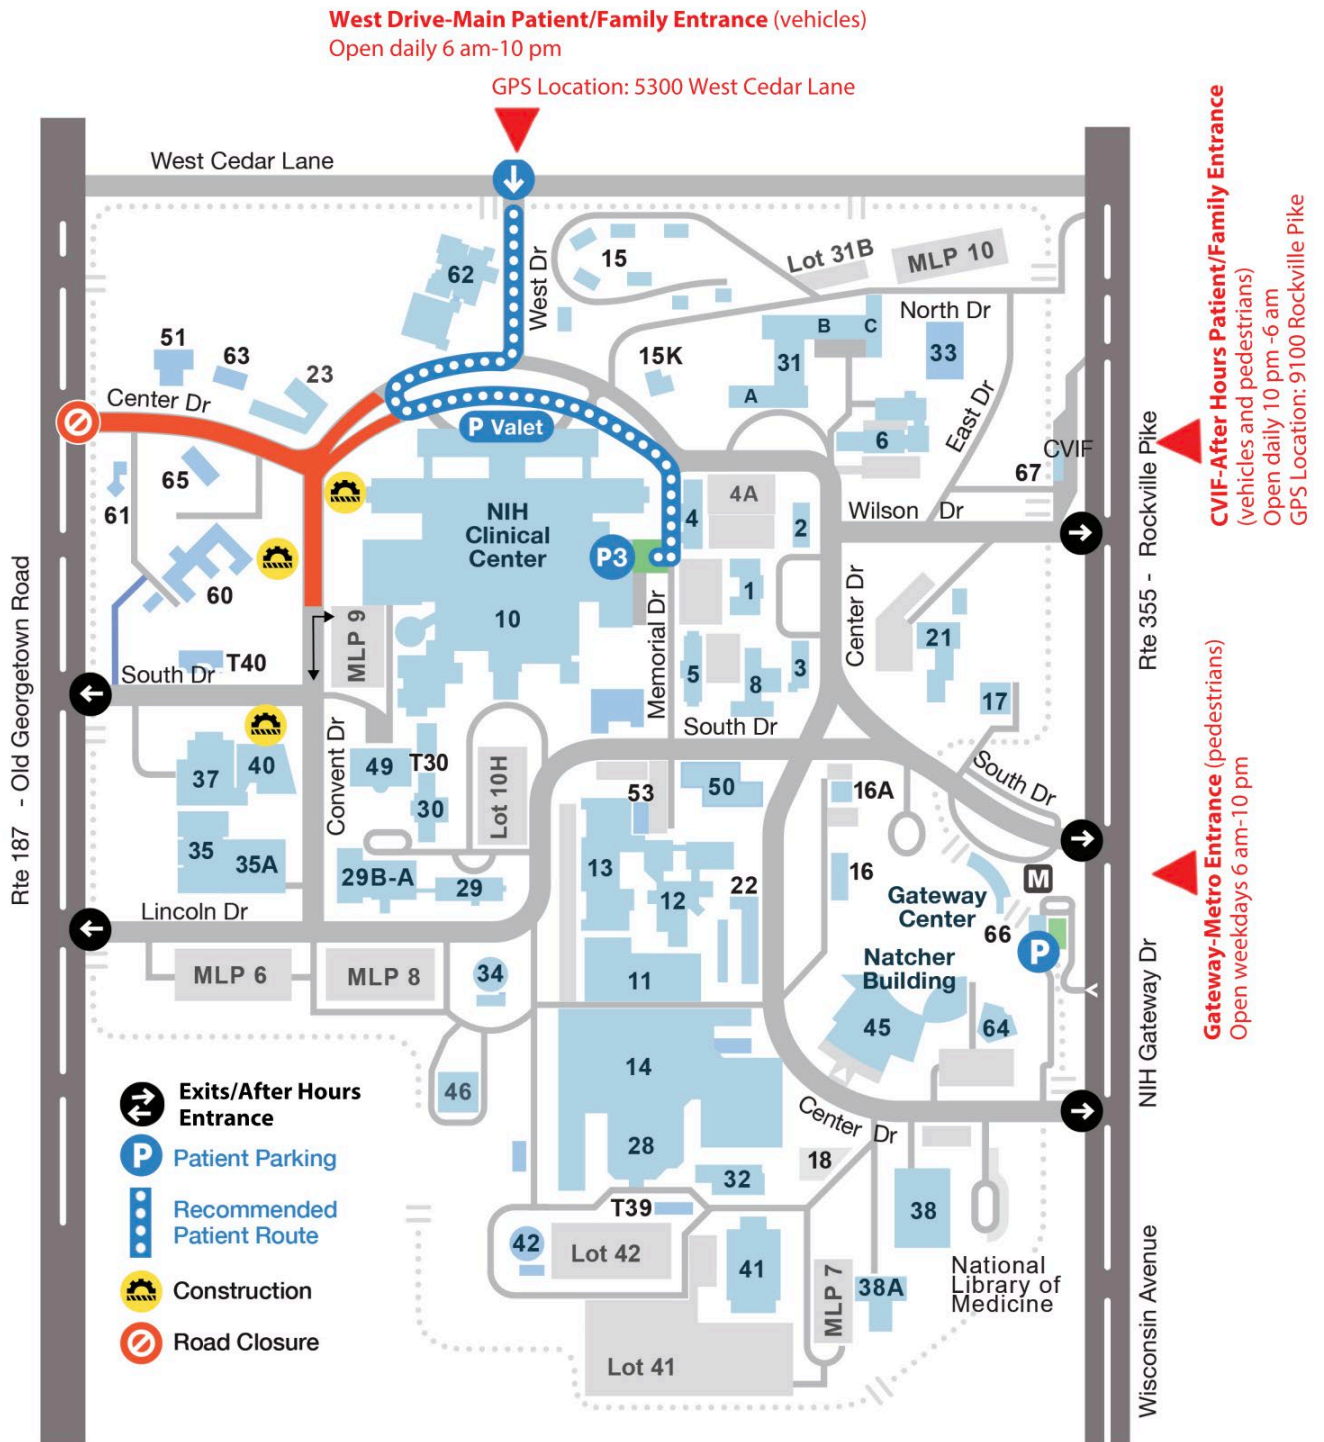 West Drive-Main Patient/Family Entrance (vehicles)
Open daily 6 am-10 pm
GPS Location: 5300 West Cedar Lane
West Cedar Lane
CVIF-After Hours Patient/Family Entrance
(vehicles and pedestrians)
Open daily 10 pm -6 am
GPS Location: 9100 Rockville Pike
West Dr
62
15
Lot 31B
MLP 10
North Dr
B
C
33
31
A
15K
51
63
23
Center Dr
P Valet
6
East Dr
CVIF
67
Rte 355 - Rockville Pike
65
61
NIH
Clinical
Center
4A
4
2
Wilson Dr
P3
60
10
1
Center Dr
21
MLP 9
Memorial Dr
5
8
3
17
T40
South Dr
South Dr
South Dr
Rte 187 - Old Georgetown Road
37
40
Convent Dr
49
T30
30
Lot 10H
53
50
16A
Gateway-Metro Entrance (pedestrians)
Open weekdays 6 am-10 pm
35
35A
29B-A
29
13
12
22
16
M
Gateway
Center
66
P
Lincoln Dr
Natcher
Building
MLP 6
MLP 8
34
11
45
64
NIH Gateway Dr
46
14
28
Center Dr
18
32
38
T39
42
Lot 42
41
MLP 7
38A
National
Library of
Medicine
Lot 41
Wisconsin Avenue
Exits/After Hours
Entrance
P
Patient Parking
Recommended
Patient Route
Construction
Road Closure